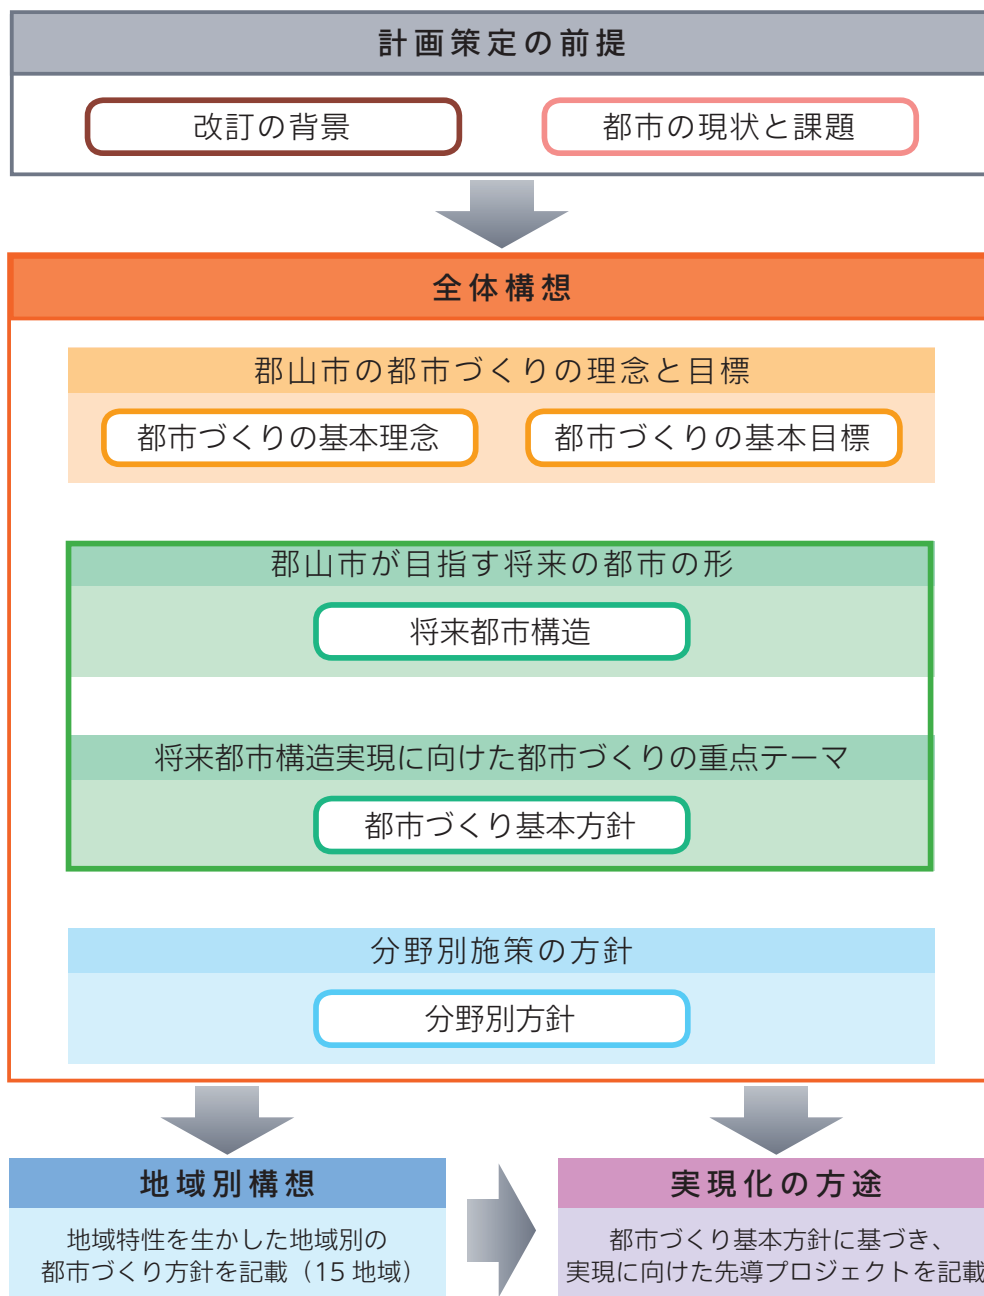 計画策定の前提
改訂の背景
都市の現状と課題
全体構想
郡山市の都市づくりの理念と目標
都市づくりの基本理念
都市づくりの基本目標
郡山市が目指す将来の都市の形
将来都市構造
将来都市構造実現に向けた都市づくりの重点テーマ
都市づくり基本方針
分野別施策の方針
分野別方針
地域別構想
地域特性を生かした地域別の
都市づくり方針を記載（15 地域）
実現化の方途
都市づくり基本方針に基づき、
実現に向けた先導プロジェクトを記載